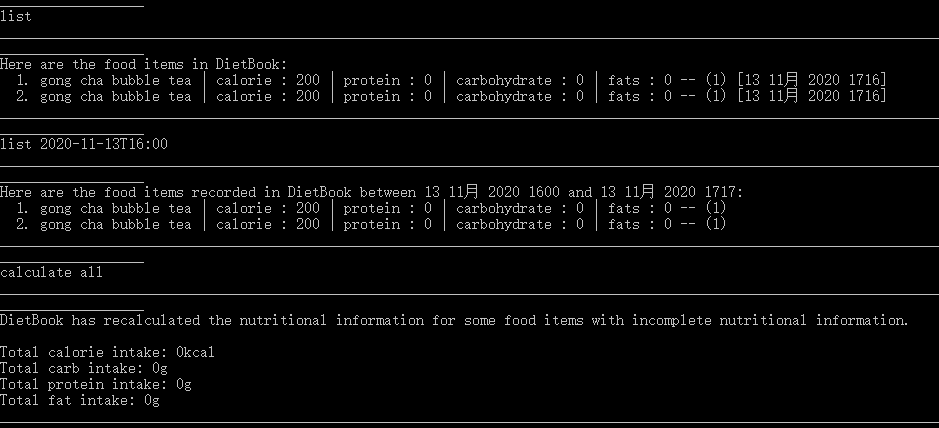 list
Here are the food items in DietBook:
1. gong cha bubble tea | calorie : 200 | protein : 0 | carbohydrate : 0 | fats : 0 -- (1) [13 11月 2020 1716]
2. gong cha bubble tea | calorie : 200 | protein : 0 | carbohydrate : 0 | fats : 0 -- (1) [13 11月 2020 1716]
list 2020-11-13T16:00
Here are the food items recorded in DietBook between 13 11月 2020 1600 and 13 11月 2020 1717:
1. gong cha bubble tea | calorie : 200 | protein : 0 | carbohydrate : 0 | fats : 0 -- (1)
2. gong cha bubble tea | calorie : 200 | protein : 0 | carbohydrate : 0 | fats : 0 -- (1)
calculate all
DietBook has recalculated the nutritional information for some food items with incomplete nutritional information.
Total calorie intake: 0kcal
Total carb intake: 0g
Total protein intake: 0g
Total fat intake: 0g